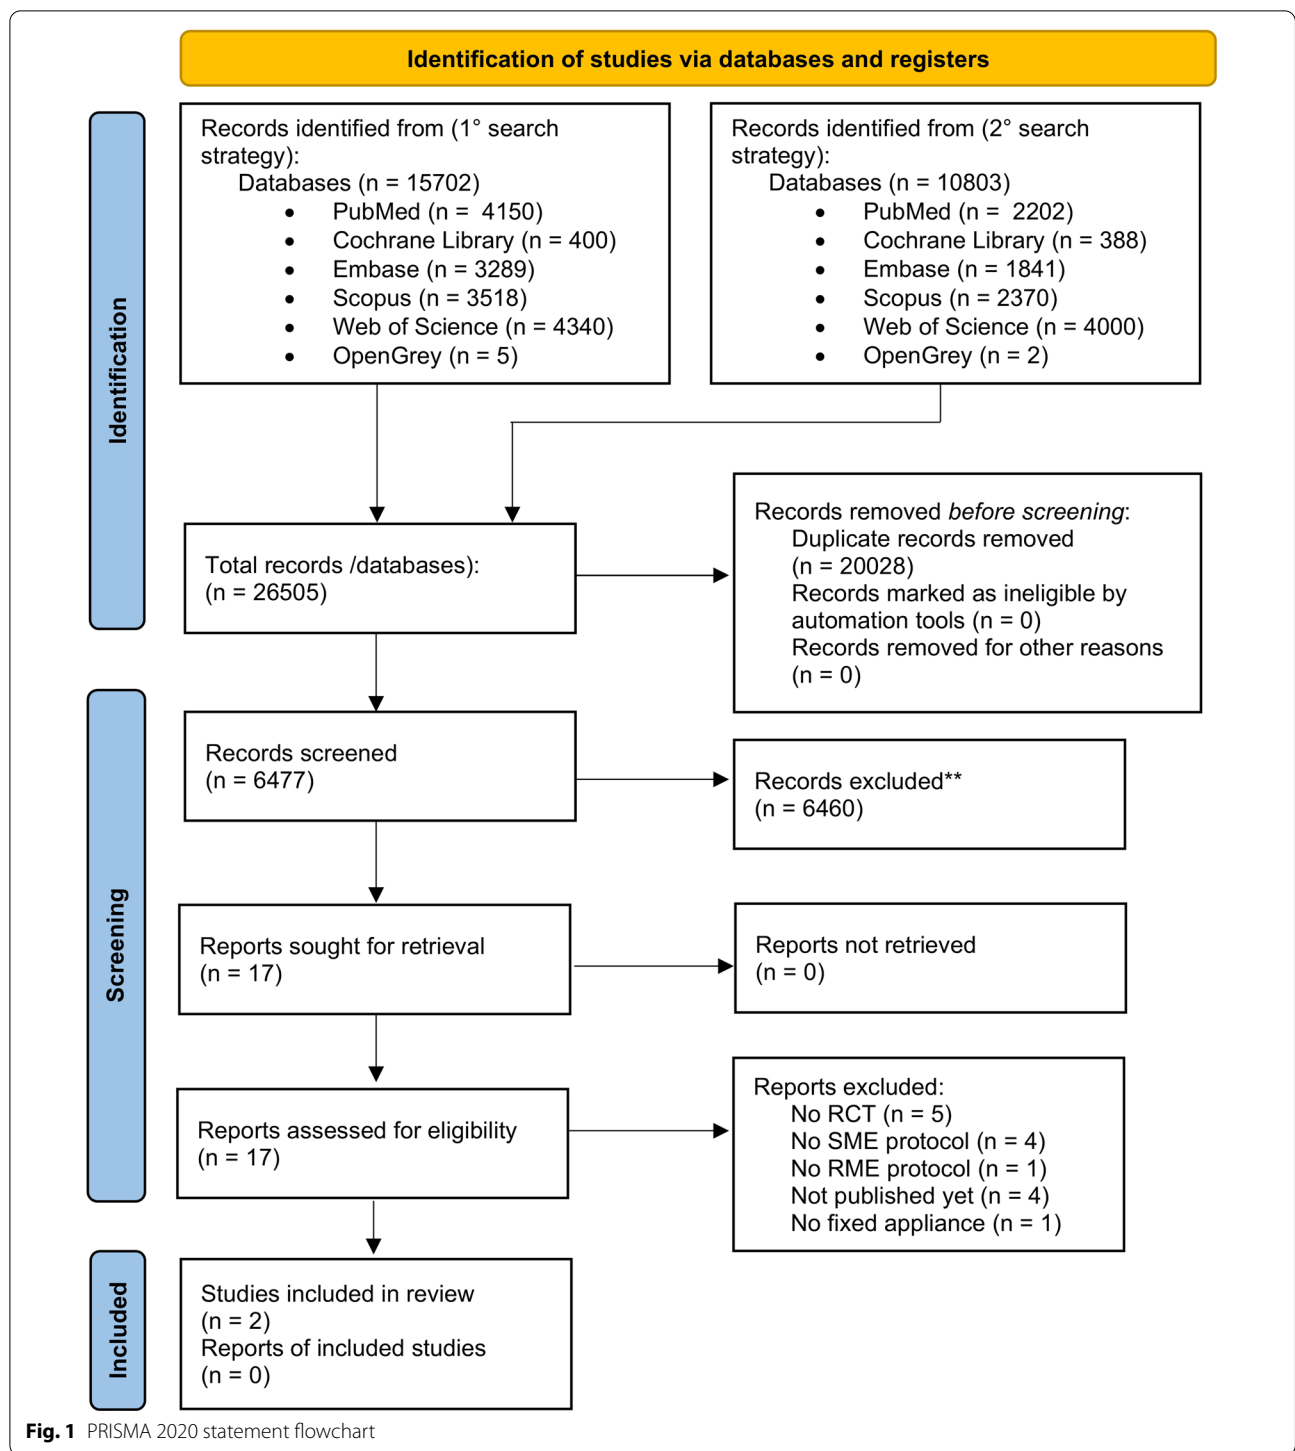 Identification of studies via databases and registers
Identification
Records identified from (1° search
strategy):
Databases (n = 15702)
• PubMed (n = 4150)
• Cochrane Library (n = 400)
• Embase (n = 3289)
• Scopus (n = 3518)
• Web of Science (n = 4340)
• OpenGrey (n = 5)
Records identified from (2° search
strategy):
Databases (n = 10803)
• PubMed (n = 2202)
• Cochrane Library (n = 388)
• Embase (n = 1841)
• Scopus (n = 2370)
• Web of Science (n = 4000)
• OpenGrey (n = 2)
Total records /databases):
(n = 26505)
Records removed before screening:
Duplicate records removed
(n = 20028)
Records marked as ineligible by
automation tools (n = 0)
Records removed for other reasons
(n = 0)
Screening
Records screened
(n = 6477)
Records excluded**
(n = 6460)
Reports sought for retrieval
(n = 17)
Reports not retrieved
(n = 0)
Reports assessed for eligibility
(n = 17)
Reports excluded:
No RCT (n = 5)
No SME protocol (n = 4)
No RME protocol (n = 1)
Not published yet (n = 4)
No fixed appliance (n = 1)
Included
Studies included in review
(n = 2)
Reports of included studies
(n = 0)
Fig. 1 PRISMA 2020 statement flowchart